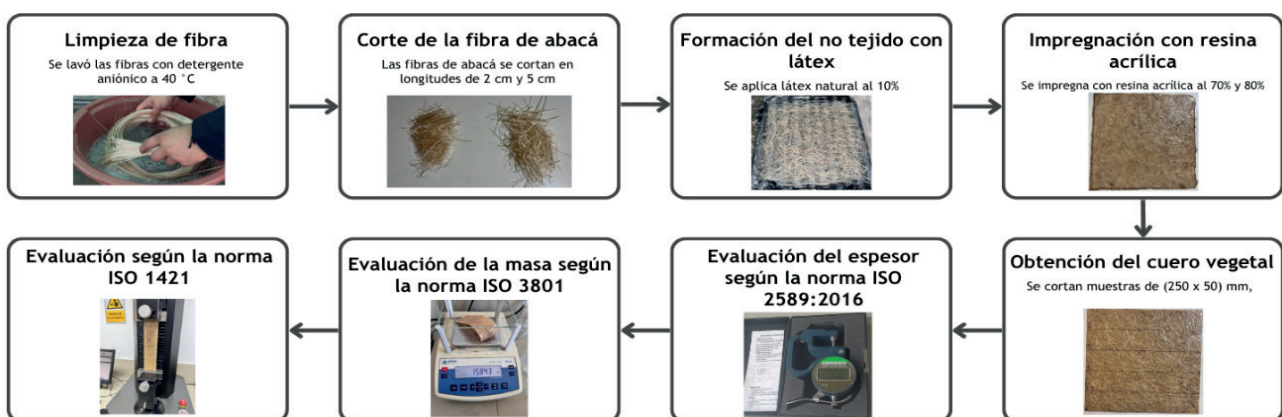 Limpieza de fibra
Se lavó las fibras con detergente
aniónico a 40 °C
Corte de la fibra de abacá
Las fibras de abacá se cortan en
longitudes de 2 cm y 5 cm
Formación del no tejido con
látex
Se aplica látex natural al 10%
Impregnación con resina
acrílica
Se impregna con resina acrílica al 70% y 80%
Obtención del cuero vegetal
Se cortan muestras de (250 x 50) mm,
Evaluación del espesor
según la norma ISO
2589:2016
Evaluación de la masa según
la norma ISO 3801
Evaluación según la norma
ISO 1421